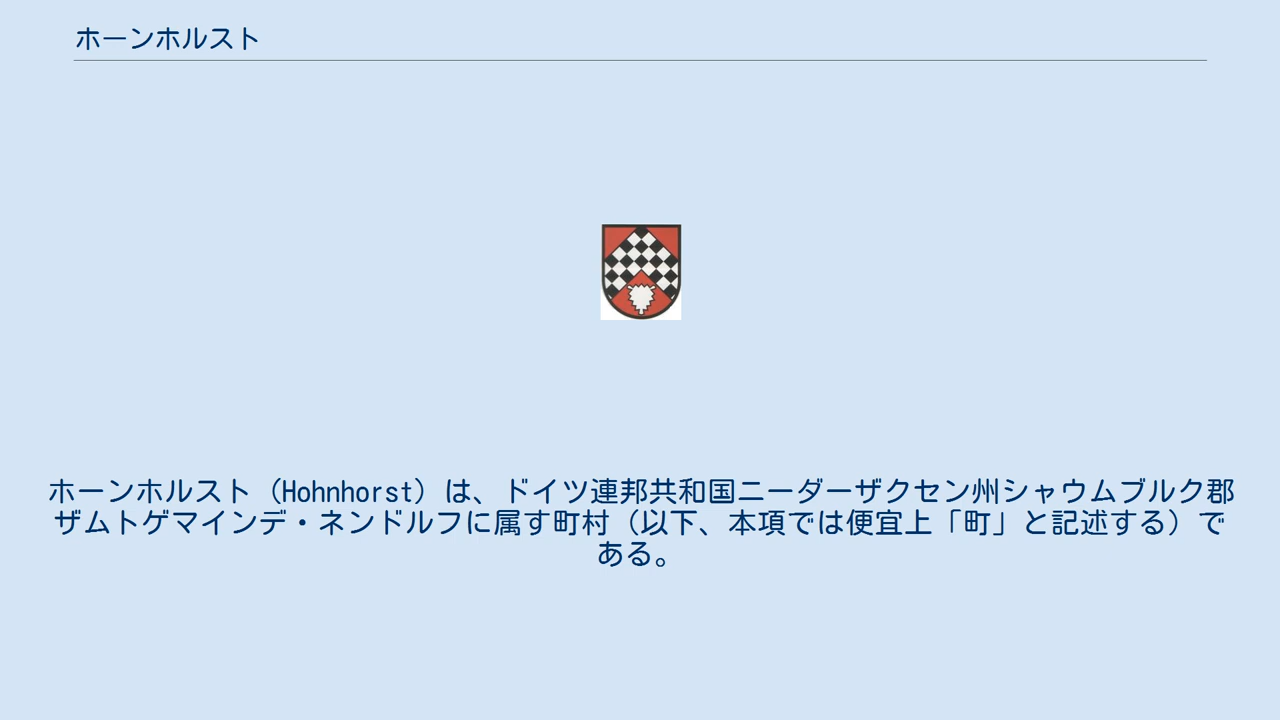 ホーンホルスト
ホーンホルスト（Hohnhorst）は、ドイツ連邦共和国ニーダーザクセン州シャウムブルク郡
ザムトゲマインデ・ネンドルフに属す町村（以下、本項では便宜上「町」と記述する）で
ある。